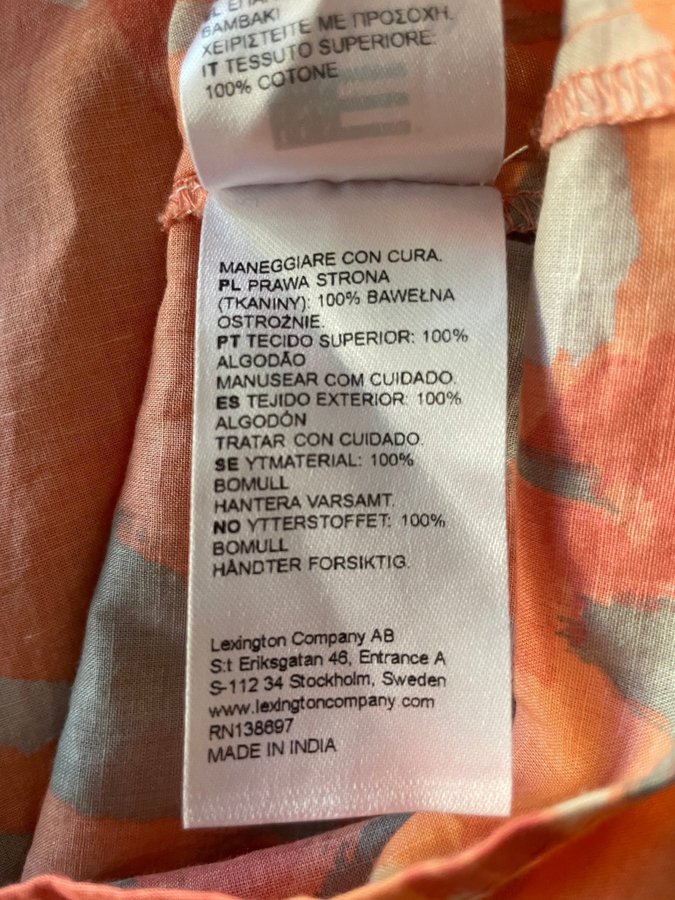 ΒΑΜΒΑΚΙ
ΧΕΙΡΙΣΤΕΙΤΕ ΜΕ ΠΡΟΣΟΧΗ.
IT TESSUTO SUPERIORE:
100% COTONE
MANEGGIARE CON CURA.
PL PRAWA STRONA
(TKANINY): 100% BAWEŁNA
OSTROŻNIE.
PT TECIDO SUPERIOR: 100%
ALGODÃO
MANUSEAR COM CUIDADO.
ES TEJIDO EXTERIOR: 100%
ALGODÓN
TRATAR CON CUIDADO.
SE YTMATERIAL: 100%
BOMULL
HANTERA VARSAMT.
NO YTTERSTOFFET: 100%
BOMULL
HÅNDTER FORSIKTIG.
Lexington Company AB
S:t Eriksgatan 46, Entrance A
S-112 34 Stockholm, Sweden
www.lexingtoncompany.com
RN138697
MADE IN INDIA